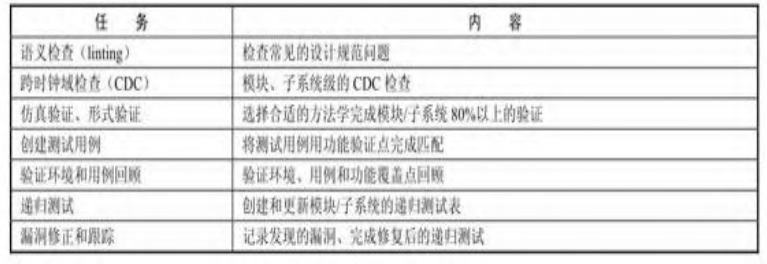 任 务 内 容
语义检查（linting） 检查常见的设计规范问题
跨时钟域检查（CDC） 模块、子系统级的 CDC 检查
仿真验证、形式验证 选择合适的方法学完成模块/子系统 80%以上的验证
创建测试用例 将测试用例用功能验证点完成匹配
验证环境和用例回顾 验证环境、用例和功能覆盖点回顾
递归测试 创建和更新模块/子系统的递归测试表
漏洞修正和跟踪 记录发现的漏洞、完成修复后的递归测试